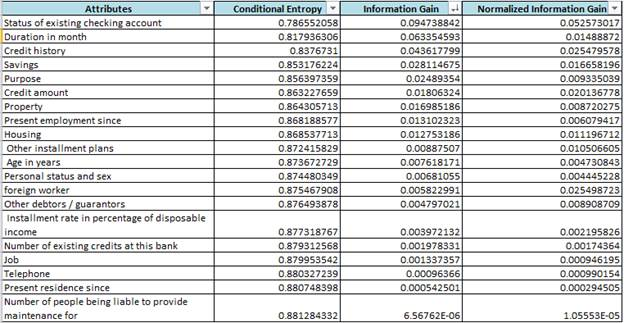 Attributes Conditional Entropy Information Gain Normalized Information Gain
Status of existing checking account 0.786552058 0.094738842 0.052573017
Duration in month 0.817936306 0.063354593 0.01488872
Credit history 0.8376731 0.043617799 0.025479578
Savings 0.853176224 0.028114675 0.016658196
Purpose 0.856397359 0.02489354 0.009335039
Credit amount 0.863227659 0.01806324 0.020136778
Property 0.864305713 0.016985186 0.008720275
Present employment since 0.868188577 0.013102323 0.006079417
Housing 0.868537713 0.012753186 0.011196712
Other installment plans 0.872415829 0.00887507 0.010506605
Age in years 0.873672729 0.007618171 0.004730843
Personal status and sex 0.874480349 0.00681055 0.004445228
foreign worker 0.875467908 0.005822991 0.025498723
Other debtors / guarantors 0.876493878 0.004797021 0.008908709
Installment rate in percentage of disposable
income 0.877318767 0.003972132 0.002195826
Number of existing credits at this bank 0.879312568 0.001978331 0.00174364
Job 0.879953542 0.001337357 0.000946195
Telephone 0.880327239 0.00096366 0.000990154
Present residence since 0.880748398 0.000542501 0.000294505
Number of people being liable to provide
maintenance for 0.881284332 6.56762E-06 1.05553E-05